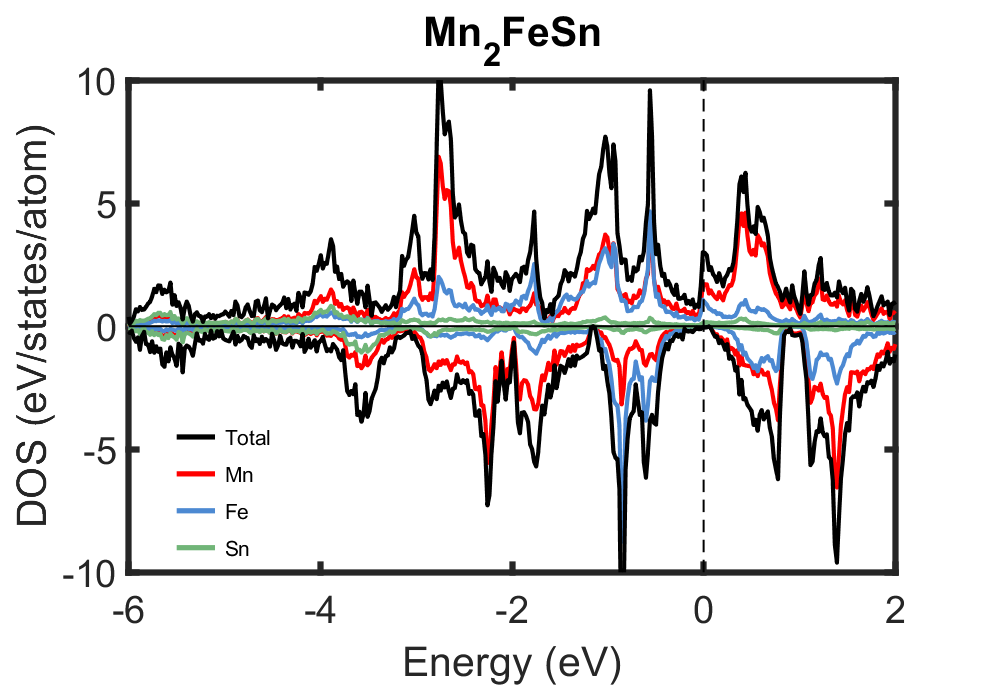 Mn2FeSn
10
5
0
-5
-10
DOS (eV/states/atom)
Total
Mn
Fe
Sn
-6 -4 -2 0 2
Energy (eV)